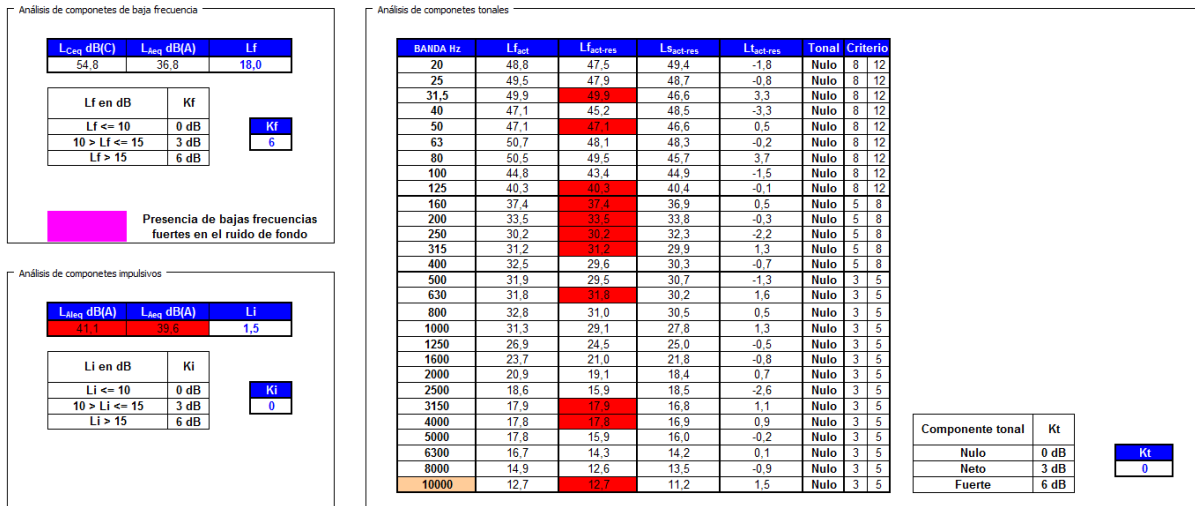 Análisis de componetes de baja frecuencia
LCeq dB(C) LAeq dB(A) Lf
54,8 36,8 18,0
Lf en dB Kf
Lf <= 10 0 dB
10 > Lf <= 15 3 dB
Lf > 15 6 dB
Kf
6
Presencia de bajas frecuencias
fuertes en el ruido de fondo
Análisis de componetes impulsivos
LAIeq dB(A) LAeq dB(A) Li
41,1 39,6 1,5
Li en dB Ki
Li <= 10 0 dB
10 > Li <= 15 3 dB
Li > 15 6 dB
Ki
0
Análisis de componetes tonales
BANDA Hz Lfact Lfact-res Lsact-res Ltact-res Tonal Criterio
20 48,8 47,5 49,4 -1,8 Nulo 8 12
25 49,5 47,9 48,7 -0,8 Nulo 8 12
31,5 49,9 49,9 46,6 3,3 Nulo 8 12
40 47,1 45,2 48,5 -3,3 Nulo 8 12
50 47,1 47,1 46,6 0,5 Nulo 8 12
63 50,7 48,1 48,3 -0,2 Nulo 8 12
80 50,5 49,5 45,7 3,7 Nulo 8 12
100 44,8 43,4 44,9 -1,5 Nulo 8 12
125 40,3 40,3 40,4 -0,1 Nulo 8 12
160 37,4 37,4 36,9 0,5 Nulo 5 8
200 33,5 33,5 33,8 -0,3 Nulo 5 8
250 30,2 30,2 32,3 -2,2 Nulo 5 8
315 31,2 31,2 29,9 1,3 Nulo 5 8
400 32,5 29,6 30,3 -0,7 Nulo 5 8
500 31,9 29,5 30,7 -1,3 Nulo 3 5
630 31,8 31,8 30,2 1,6 Nulo 3 5
800 32,8 31,0 30,5 0,5 Nulo 3 5
1000 31,3 29,1 27,8 1,3 Nulo 3 5
1250 26,9 24,5 25,0 -0,5 Nulo 3 5
1600 23,7 21,0 21,8 -0,8 Nulo 3 5
2000 20,9 19,1 18,4 0,7 Nulo 3 5
2500 18,6 15,9 18,5 -2,6 Nulo 3 5
3150 17,9 17,9 16,8 1,1 Nulo 3 5
4000 17,8 17,8 16,9 0,9 Nulo 3 5
5000 17,8 15,9 16,0 -0,2 Nulo 3 5
6300 16,7 14,3 14,2 0,1 Nulo 3 5
8000 14,9 12,6 13,5 -0,9 Nulo 3 5
10000 12,7 12,7 11,2 1,5 Nulo 3 5
Componente tonal Kt
Nulo 0 dB
Neto 3 dB
Fuerte 6 dB
Kt
0